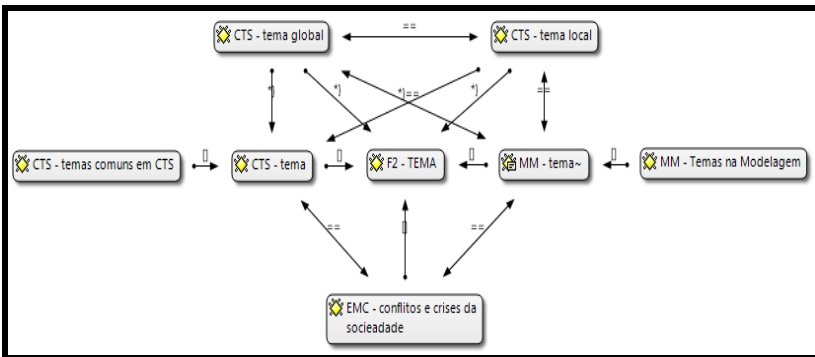 CTS - tema global
==
CTS - tema local
*}
*}
*}==
*}
==
CTS - temas comuns em CTS
[]
CTS - tema
[]
F2 - TEMA
[]
MM - tema~
[]
MM - Temas na Modelagem
==
[]
==
EMC - conflitos e crises da
socieadade